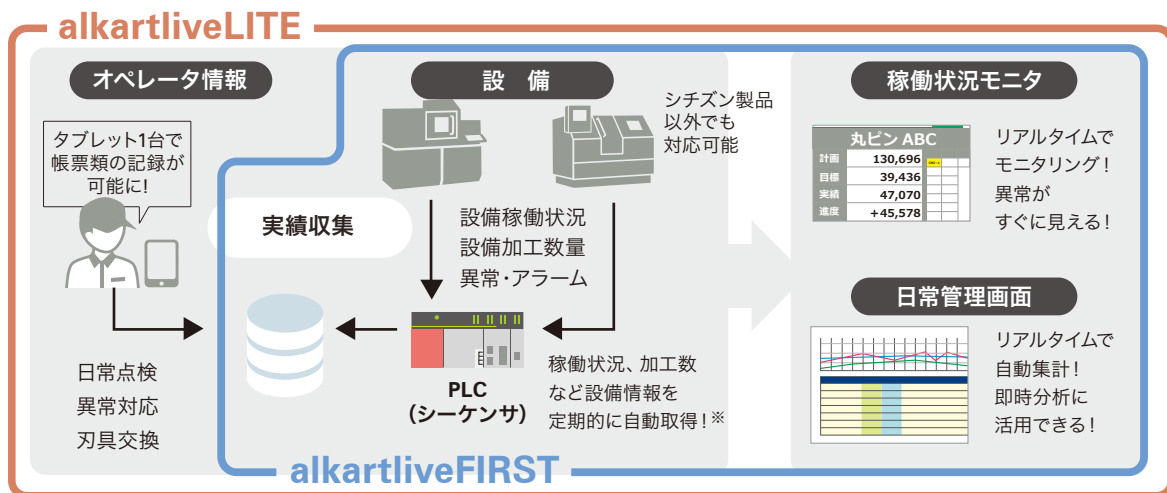 alkartliveLITE
オペレータ情報
タブレット1台で
帳票類の記録が
可能に!
日常点検
異常対応
刃具交換
実績収集
設 備
シチズン製品
以外でも
対応可能
設備稼働状況
設備加工数量
異常・アラーム
PLC
(シーケンサ)
稼働状況、加工数
など設備情報を
定期的に自動取得!※
alkartliveFIRST
稼働状況モニタ
丸ピン ABC
計画 130,696
目標 39,436
実績 47,070
進度 +45,578
リアルタイムで
モニタリング!
異常が
すぐに見える!
日常管理画面
リアルタイムで
自動集計!
即時分析に
活用できる!